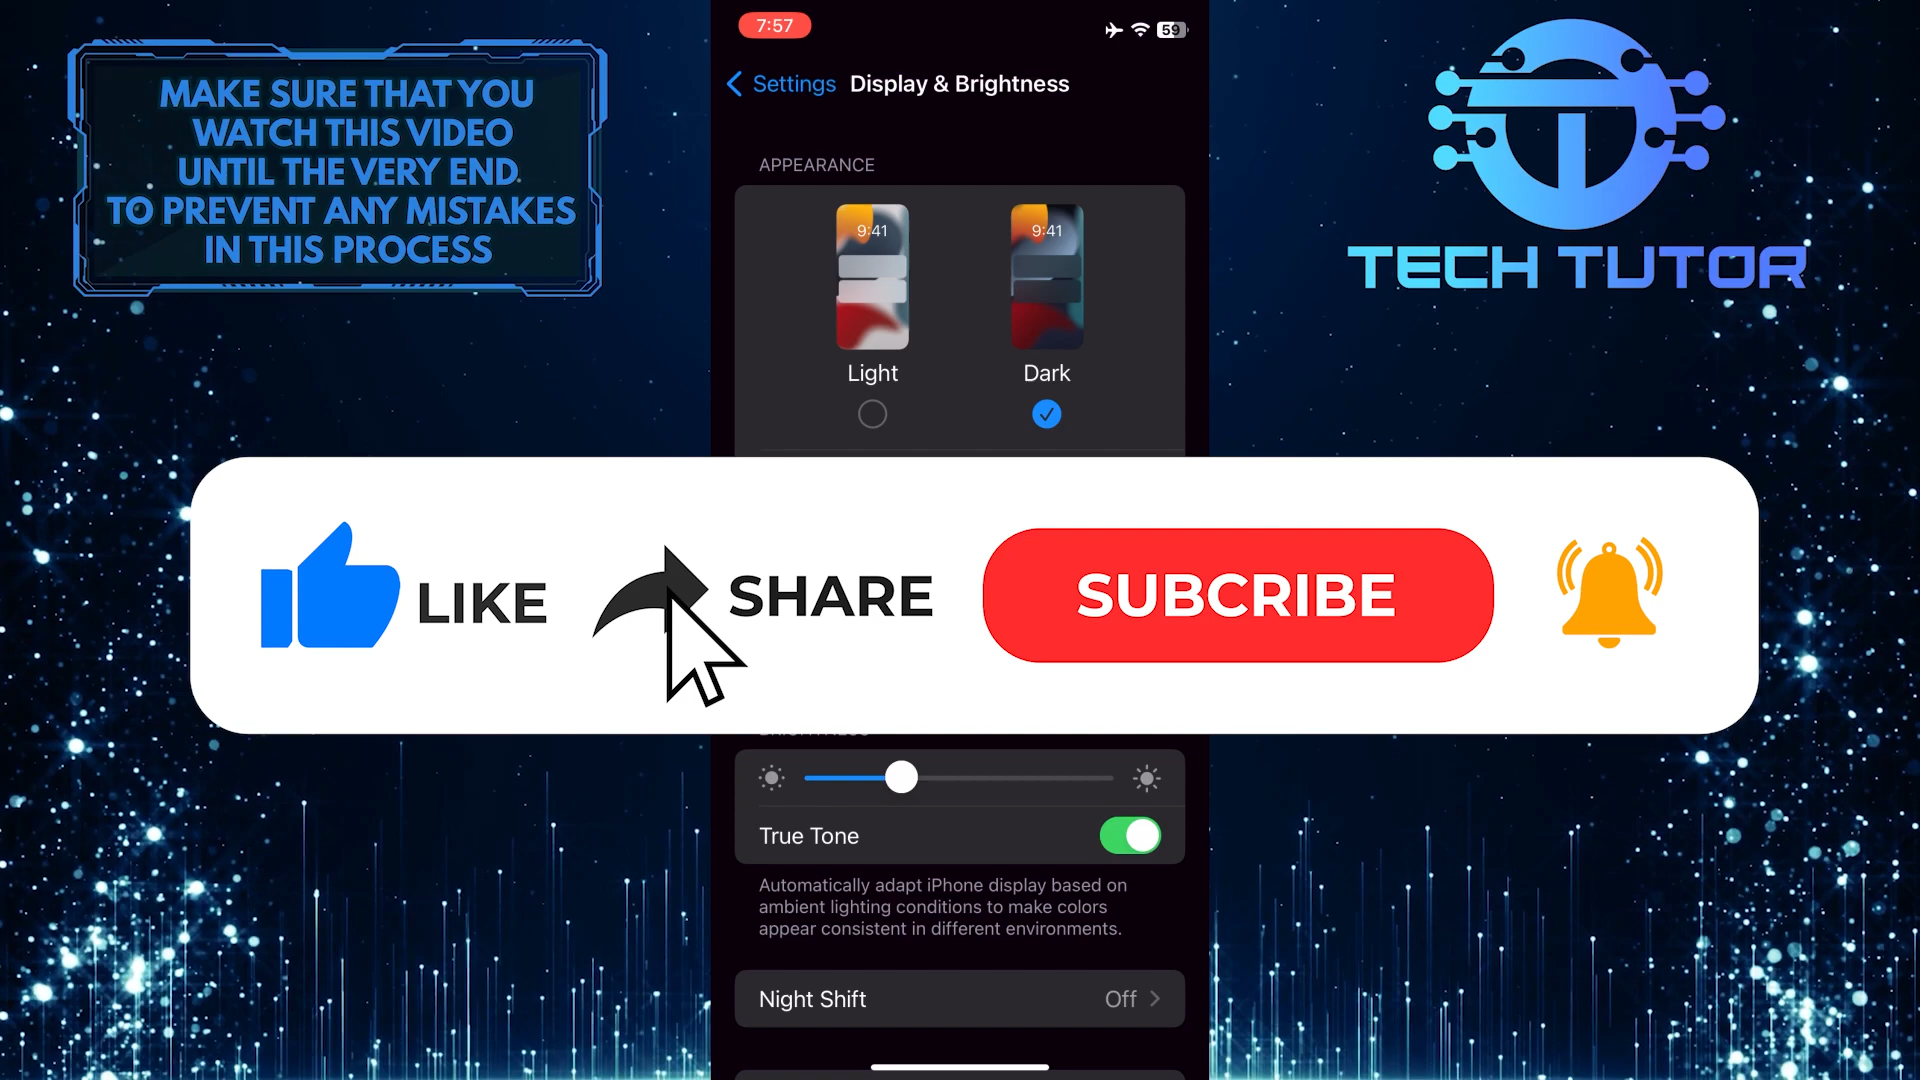 MAKE SURE THAT YOU
WATCH THIS VIDEO
UNTIL THE VERY END
TO PREVENT ANY MISTAKES
IN THIS PROCESS
7:57
59
Settings
Display & Brightness
TECH TUTOR
APPEARANCE
9:41
9:41
Light
Dark
LIKE
SHARE
SUBCRIBE
True Tone
Automatically adapt iPhone display based on
ambient lighting conditions to make colors
appear consistent in different environments.
Night Shift
Off